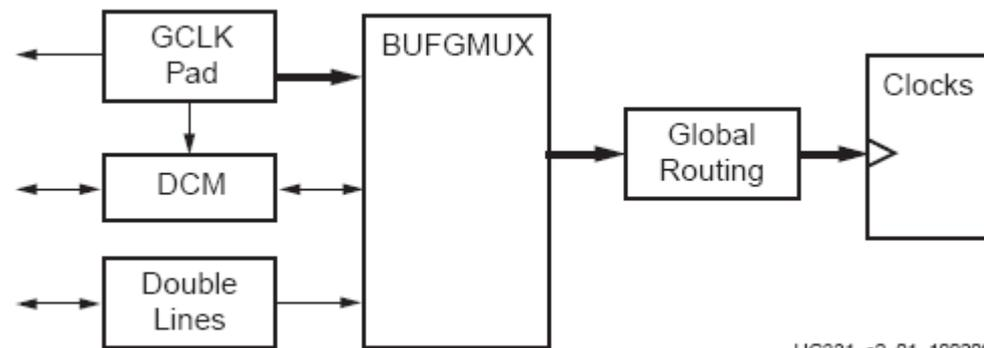 GCLK
Pad
BUFGMUX
Clocks
Global
Routing
DCM
Double
Lines